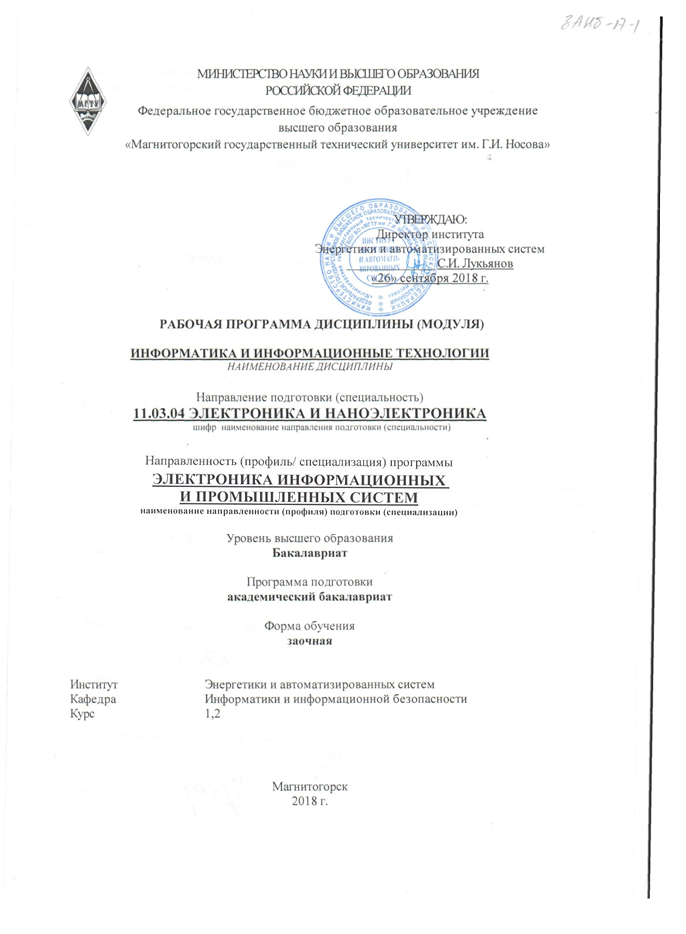 ЗАИБ-17-1
МГТУ
МИНИСТЕРСТВО НАУКИ И ВЫСШЕГО ОБРАЗОВАНИЯ
РОССИЙСКОЙ ФЕДЕРАЦИИ
Федеральное государственное бюджетное образовательное учреждение
высшего образования
«Магнитогорский государственный технический университет им. Г.И. Носова»
УТВЕРЖДАЮ:
Директор института
Энергетики и автоматизированных систем
С.И. Лукьянов
«26» сентября 2018 г.
РАБОЧАЯ ПРОГРАММА ДИСЦИПЛИНЫ (МОДУЛЯ)
ИНФОРМАТИКА И ИНФОРМАЦИОННЫЕ ТЕХНОЛОГИИ
НАИМЕНОВАНИЕ ДИСЦИПЛИНЫ
Направление подготовки (специальность)
11.03.04 ЭЛЕКТРОНИКА И НАНОЭЛЕКТРОНИКА
шифр наименование направления подготовки (специальности)
Направленность (профиль/ специализация) программы
ЭЛЕКТРОНИКА ИНФОРМАЦИОННЫХ
И ПРОМЫШЛЕННЫХ СИСТЕМ
наименование направленности (профиля) подготовки (специализации)
Уровень высшего образования
Бакалавриат
Программа подготовки
академический бакалавриат
Форма обучения
заочная
Институт Энергетики и автоматизированных систем
Кафедра Информатики и информационной безопасности
Курс 1,2
Магнитогорск
2018 г.